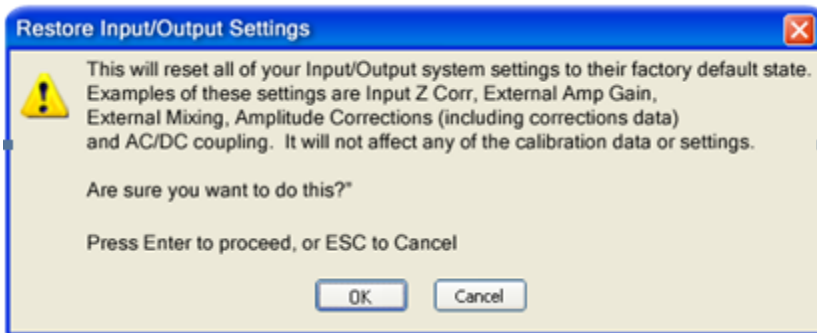 Restore Input/Output Settings
This will reset all of your Input/Output system settings to their factory default state.
Examples of these settings are Input Z Corr, External Amp Gain,
External Mixing, Amplitude Corrections (including corrections data)
and AC/DC coupling. It will not affect any of the calibration data or settings.
Are sure you want to do this?"
Press Enter to proceed, or ESC to Cancel
OK
Cancel